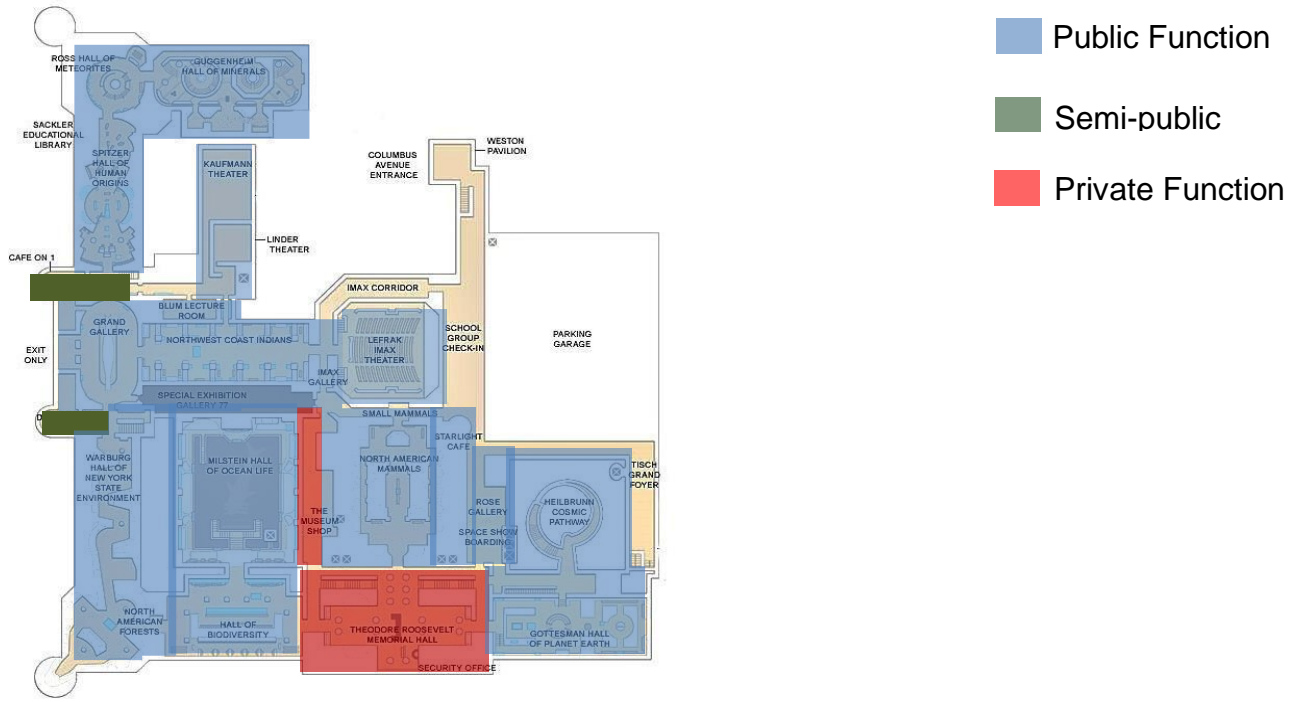 Public Function
Semi-public
Private Function
ROSS HALL OF
METEORITES
GUGGENHEIM
HALL OF MINERALS
SACKLER
EDUCATIONAL
LIBRARY
SPITZER
HALL OF
HUMAN
ORIGINS
KAUFMANN
THEATER
COLUMBUS
AVENUE
ENTRANCE
WESTON
PAVILION
LINDER
THEATER
CAFE ON 1
IMAX CORRIDOR
BLUM LECTURE
ROOM
GRAND
GALLERY
NORTHWEST COAST INDIANS
LEFRAK
IMAX
THEATER
SCHOOL
GROUP
CHECK-IN
PARKING
GARAGE
EXIT
ONLY
IMAX
GALLERY
SPECIAL EXHIBITION
GALLERY 77
SMALL MAMMALS
STARLIGHT
CAFE
WARBURG
HALL OF
NEW YORK
STATE
ENVIRONMENT
MILSTEIN HALL
OF OCEAN LIFE
NORTH AMERICAN
MAMMALS
TISCH
GRAND
FOYER
THE
MUSEUM
SHOP
ROSE
GALLERY
SPACE SHOW
BOARDING
HEILBRUNN
COSMIC
PATHWAY
NORTH
AMERICAN
FORESTS
HALL OF
BIODIVERSITY
THEODORE ROOSEVELT
MEMORIAL HALL
GOTTESMAN HALL
OF PLANET EARTH
SECURITY OFFICE